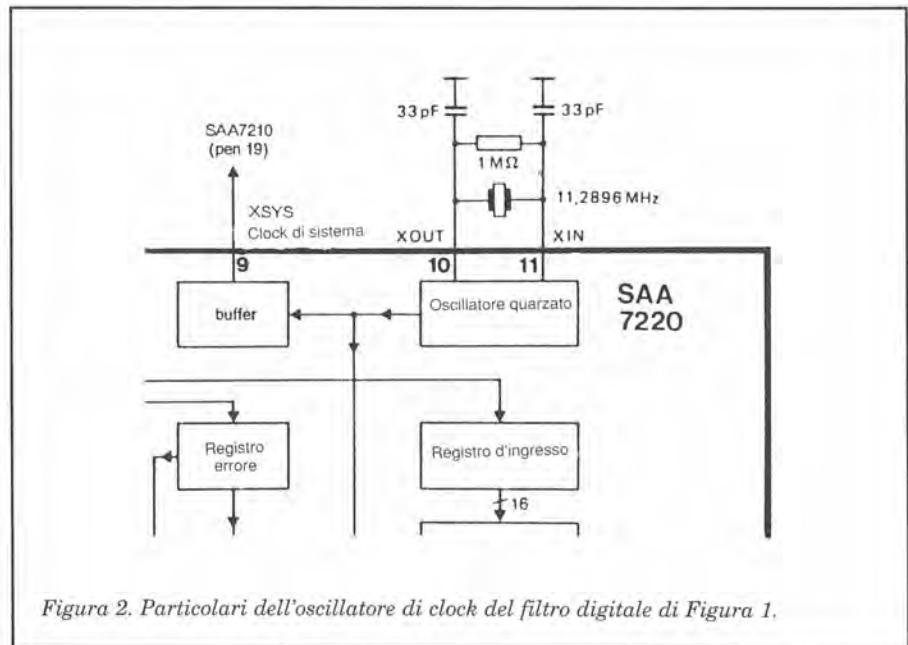 33 pF
33 pF
SAA7210
(pen 19)
1 MΩ
11,2896 MHz
XSYS
Clock di sistema
XOUT
XIN
9
10
11
buffer
Oscillatore quarzato
SAA
7220
Registro
errore
Registro d'ingresso
16
Figura 2. Particolari dell'oscillatore di clock del filtro digitale di Figura 1.